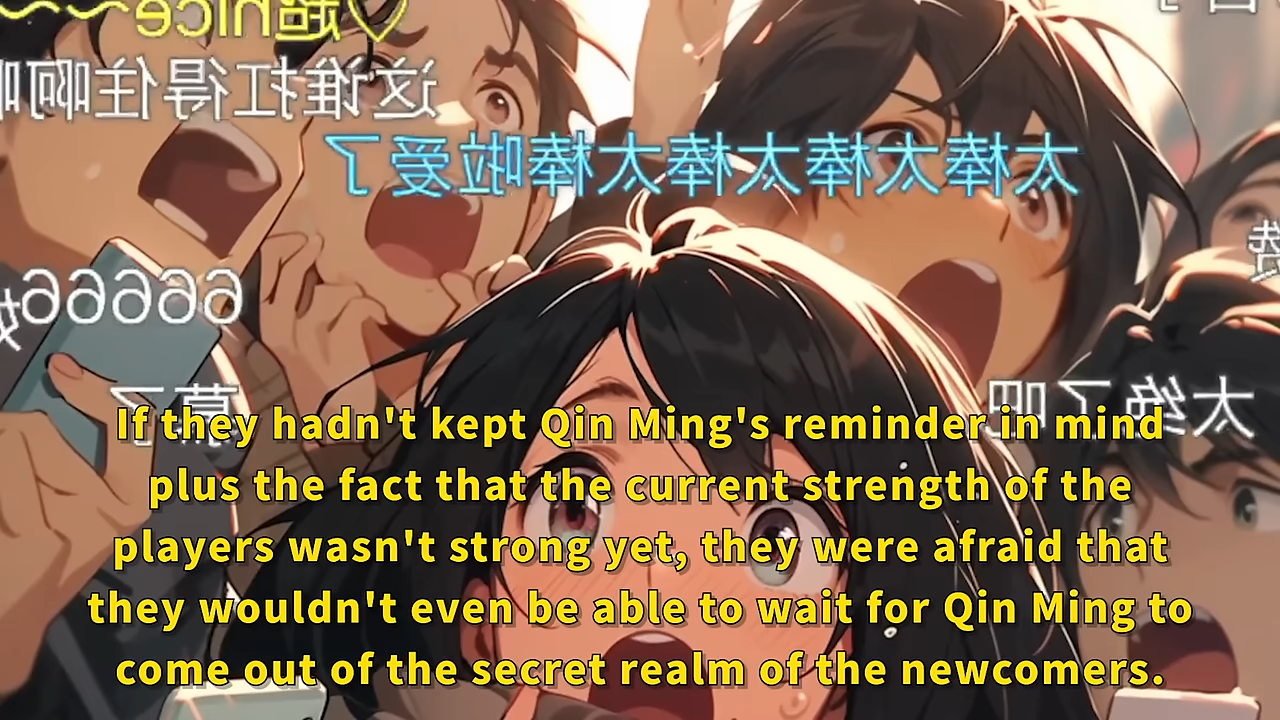 ♡超nice~~~
这谁扛得住啊
太棒太棒太棒太棒啦爱了
66666
太绝了吧
If they hadn't kept Qin Ming's reminder in mind
plus the fact that the current strength of the
players wasn't strong yet, they were afraid that
they wouldn't even be able to wait for Qin Ming to
come out of the secret realm of the newcomers.